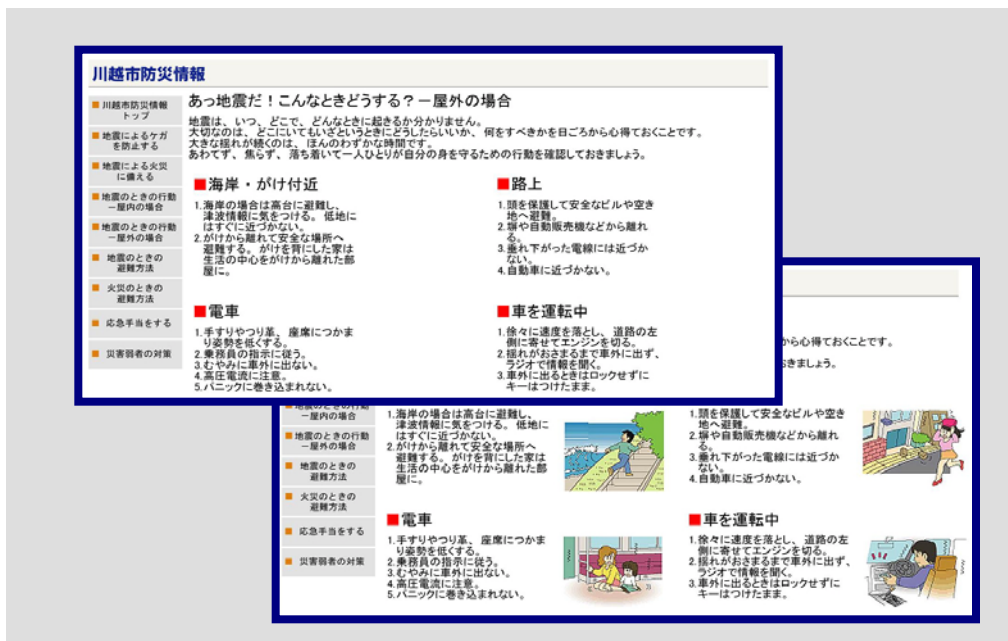 川越市防災情報
川越市防災情報
トップ
地震によるケガ
を防止する
地震による火災
に備える
地震のときの行動
－屋内の場合
地震のときの行動
－屋外の場合
地震のときの
避難方法
火災のときの
避難方法
応急手当をする
災害弱者の対策
あっ地震だ！こんなときどうする？－屋外の場合
地震は、いつ、どこで、どんなときに起きるか分かりません。
大切なのは、どこにいてもいざというときにどうしたらいいか、何をすべきかを日ごろから心得ておくことです。
大きな揺れが続くのは、ほんのわずかな時間です。
あわてず、焦らず、落ち着いて一人ひとりが自分の身を守るための行動を確認しておきましょう。
■海岸・がけ付近
1.海岸の場合は高台に避難し、
津波情報に気をつける。低地に
はすぐに近づかない。
2.がけから離れて安全な場所へ
避難する。がけを背にした家は
生活の中心をがけから離れた部
屋に。
■路上
1.頭を保護して安全なビルや空き
地へ避難。
2.塀や自動販売機などから離れ
る。
3.垂れ下がった電線には近づか
ない。
4.自動車に近づかない。
■電車
1.手すりやつり革、座席につかま
り姿勢を低くする。
2.乗務員の指示に従う。
3.むやみに車外に出ない。
4.高圧電流に注意。
5.パニックに巻き込まれない。
■車を運転中
1.徐々に速度を落とし、道路の左
側に寄せてエンジンを切る。
2.揺れがおさまるまで車外に出ず、
ラジオで情報を聞く。
3.車外に出るときはロックせずに
キーはつけたまま。
から心得ておくことです。
おきましょう。
地震のときの行動
－屋内の場合
地震のときの行動
－屋外の場合
地震のときの
避難方法
火災のときの
避難方法
応急手当をする
災害弱者の対策
1.海岸の場合は高台に避難し、
津波情報に気をつける。低地に
はすぐに近づかない。
2.がけから離れて安全な場所へ
避難する。がけを背にした家は
生活の中心をがけから離れた部
屋に。
1.頭を保護して安全なビルや空き
地へ避難。
2.塀や自動販売機などから離れ
る。
3.垂れ下がった電線には近づか
ない。
4.自動車に近づかない。
■電車
1.手すりやつり革、座席につかま
り姿勢を低くする。
2.乗務員の指示に従う。
3.むやみに車外に出ない。
4.高圧電流に注意。
5.パニックに巻き込まれない。
■車を運転中
1.徐々に速度を落とし、道路の左
側に寄せてエンジンを切る。
2.揺れがおさまるまで車外に出ず、
ラジオで情報を聞く。
3.車外に出るときはロックせずに
キーはつけたまま。